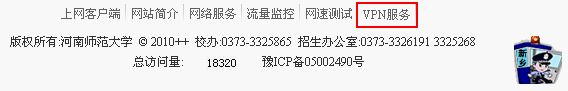 上网客户端 | 网站简介 | 网络服务 | 流量监控 | 网速测试 | VPN服务
版权所有:河南师范大学 © 2010++ 校办:0373-3325865 招生办公室:0373-3326191 3325268
总访问量: 18320 豫ICP备05002490号
新乡